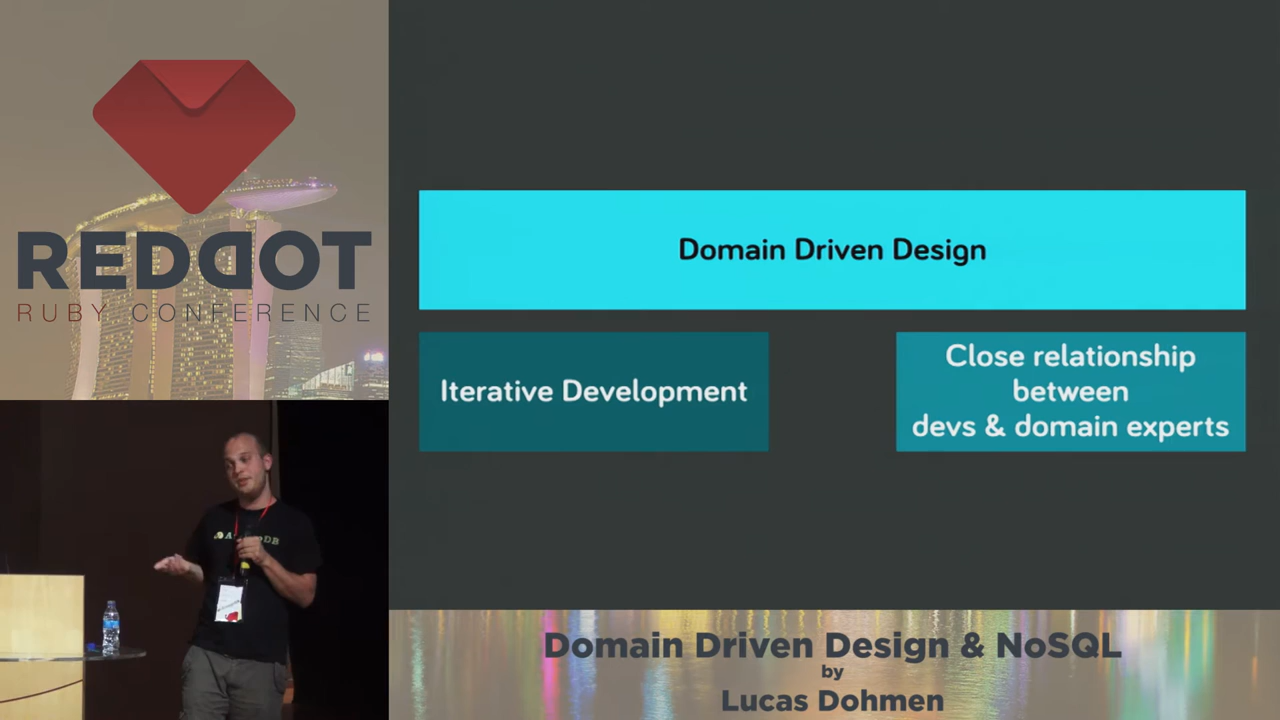 REDDOT
RUBY CONFERENCE
Domain Driven Design
Iterative Development
Close relationship
between
devs & domain experts
Domain Driven Design & NoSQL
by
Lucas Dohmen